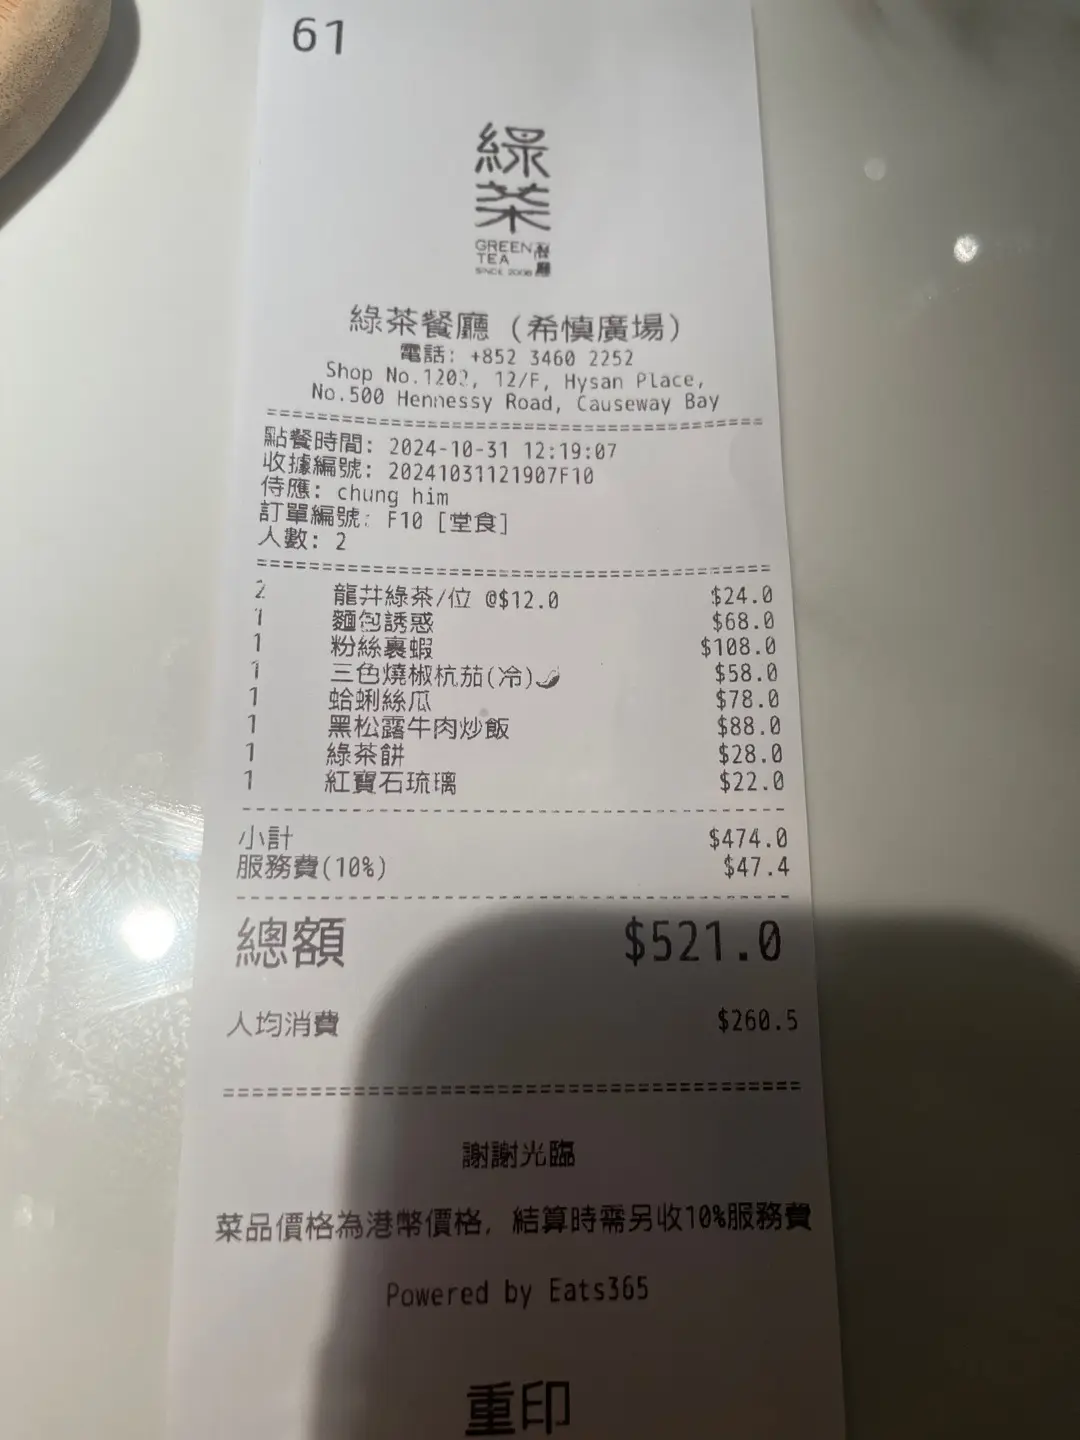 61
綠茶
GREEN
TEA
餐廳
SINCE 2008
綠茶餐廳 (希慎廣場)
電話: +852 3460 2252
Shop No.1202, 12/F, Hysan Place,
No.500 Hennessy Road, Causeway Bay
點餐時間: 2024-10-31 12:19:07
收據編號: 20241031121907F10
侍應: chung him
訂單編號: F10 [堂食]
人數: 2
2 龍井綠茶/位 @$12.0 $24.0
1 麵包誘惑 $68.0
1 粉絲裹蝦 $108.0
1 三色燒椒杭茄(冷) $58.0
1 蛤蜊絲瓜 $78.0
1 黑松露牛肉炒飯 $88.0
1 綠茶餅 $28.0
1 紅寶石琉璃 $22.0
小計 $474.0
服務費(10%) $47.4
總額 $521.0
人均消費 $260.5
謝謝光臨
菜品價格為港幣價格, 結算時需另收10%服務費
Powered by Eats365
重印